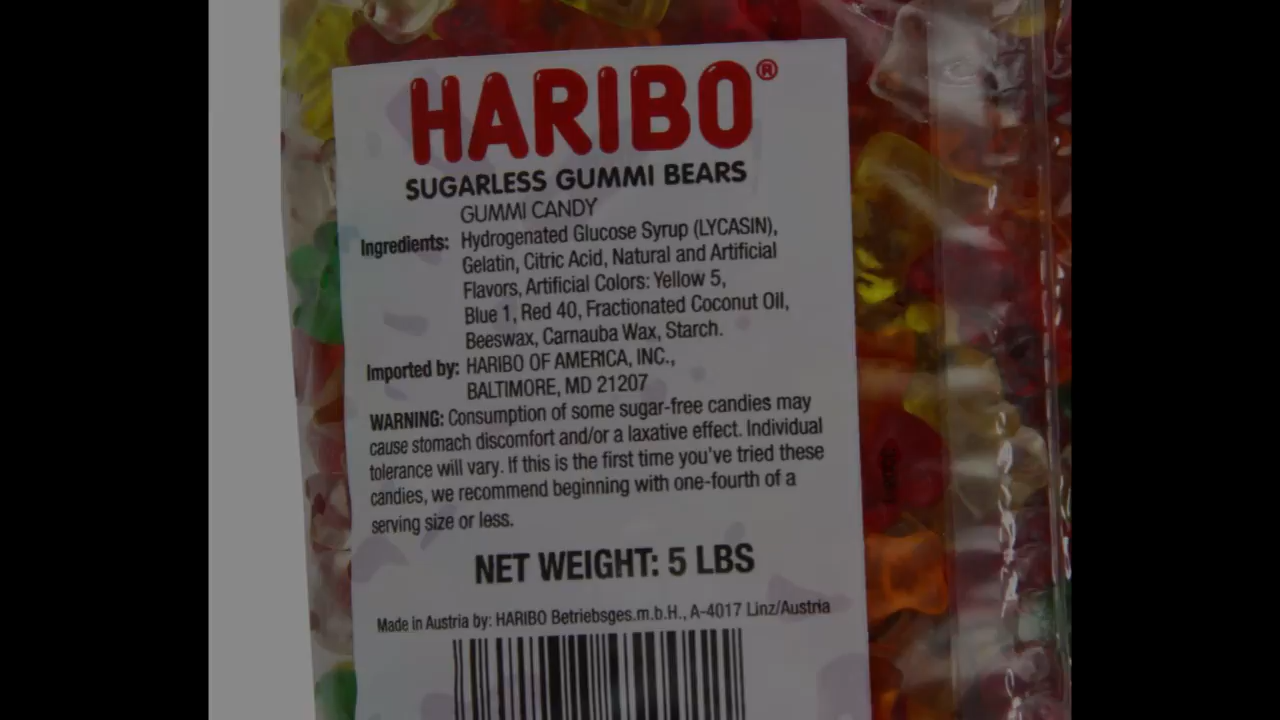 HARIBO®
SUGARLESS GUMMI BEARS
GUMMI CANDY
Ingredients: Hydrogenated Glucose Syrup (LYCASIN),
Gelatin, Citric Acid, Natural and Artificial
Flavors, Artificial Colors: Yellow 5,
Blue 1, Red 40, Fractionated Coconut Oil,
Beeswax, Carnauba Wax, Starch.
Imported by: HARIBO OF AMERICA, INC.,
BALTIMORE, MD 21207
WARNING: Consumption of some sugar-free candies may
cause stomach discomfort and/or a laxative effect. Individual
tolerance will vary. If this is the first time you've tried these
candies, we recommend beginning with one-fourth of a
serving size or less.
NET WEIGHT: 5 LBS
Made in Austria by: HARIBO Betriebsges.m.b.H., A-4017 Linz/Austria